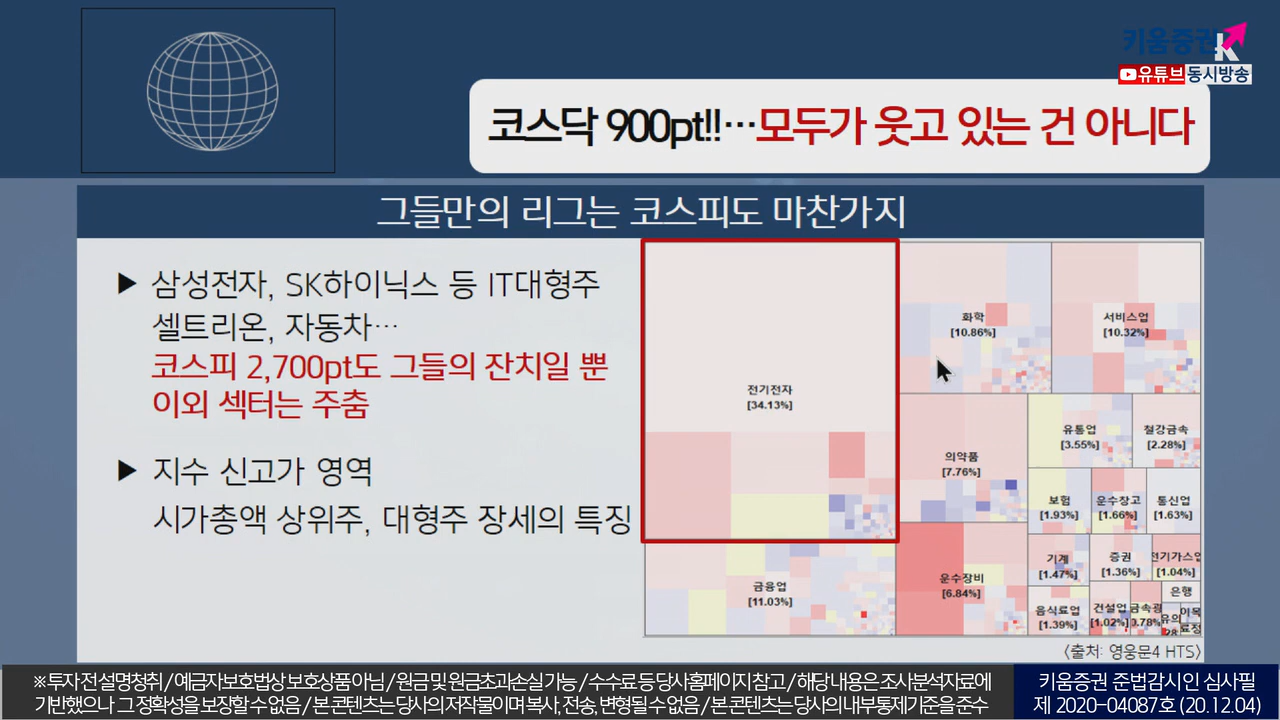 키움증권
유튜브동시방송
코스닥 900pt!!…모두가 웃고 있는 건 아니다
그들만의 리그는 코스피도 마찬가지
▶ 삼성전자, SK하이닉스 등 IT대형주
셀트리온, 자동차…
코스피 2,700pt도 그들의 잔치일 뿐
이외 섹터는 주춤
▶ 지수 신고가 영역
시가총액 상위주, 대형주 장세의 특징
전기전자
[34.13%]
화학
[10.86%]
서비스업
[10.32%]
의약품
[7.76%]
유통업
[3.55%]
철강금속
[2.28%]
보험
[1.93%]
운수장고
[1.66%]
통신업
[1.63%]
금융업
[11.03%]
운수장비
[6.84%]
기계
[1.47%]
증권
[1.36%]
전기가스업
[1.04%]
음식료업
[1.39%]
건설업
[1.02%]
금속광
0.78%]
은행
<출처: 영웅문4 HTS>
※ 투자 전 설명청취 / 예금자보호법상 보호상품 아님 / 원금 및 원금초과손실 가능 / 수수료 등 당사 홈페이지 참고 / 해당 내용은 조사분석자료에
기반했으나 그 정확성을 보장할 수 없음 / 본 콘텐츠는 당사의 저작물이며 복사, 전송, 변형될 수 없음 / 본 콘텐츠는 당사의 내부통제기준을 준수
키움증권 준법감시인 심사필
제 2020-04087호 (20.12.04)